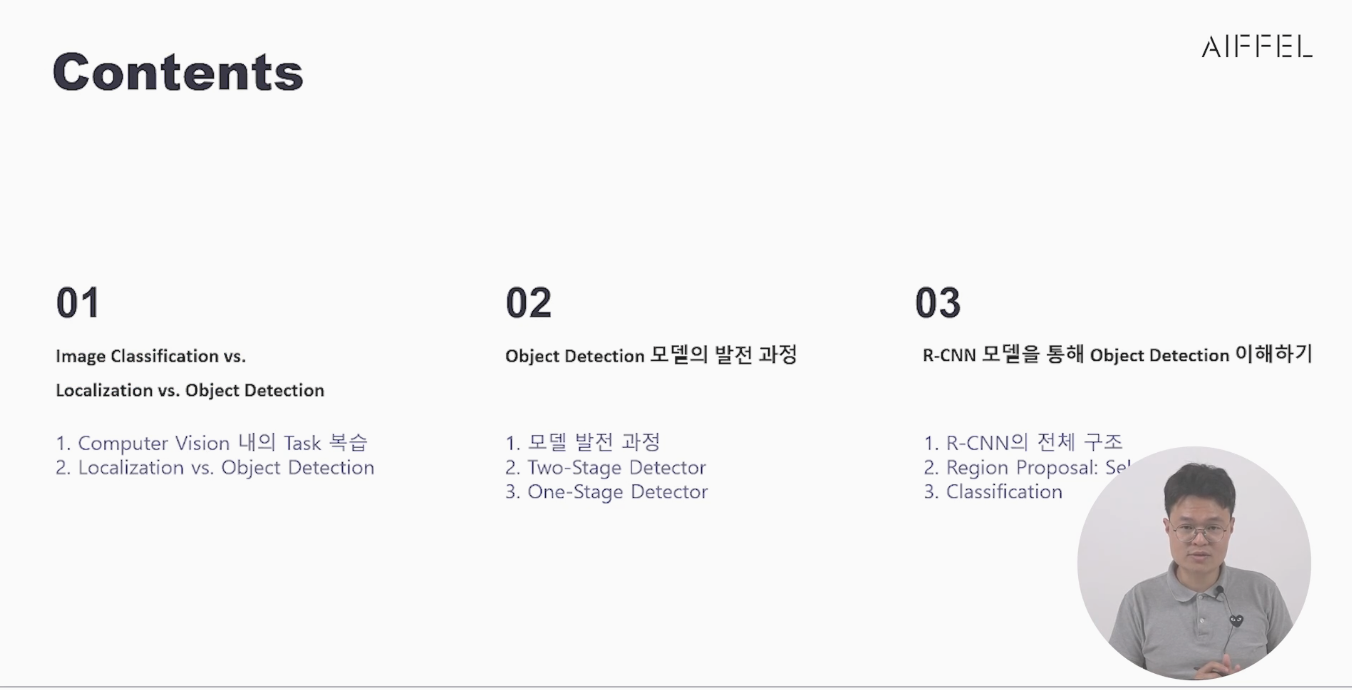 Contents
AIFFEL
01
Image Classification vs.
Localization vs. Object Detection
1. Computer Vision 내의 Task 복습
2. Localization vs. Object Detection
02
Object Detection 모델의 발전 과정
1. 모델 발전 과정
2. Two-Stage Detector
3. One-Stage Detector
03
R-CNN 모델을 통해 Object Detection 이해하기
1. R-CNN의 전체 구조
2. Region Proposal:
3. Classification